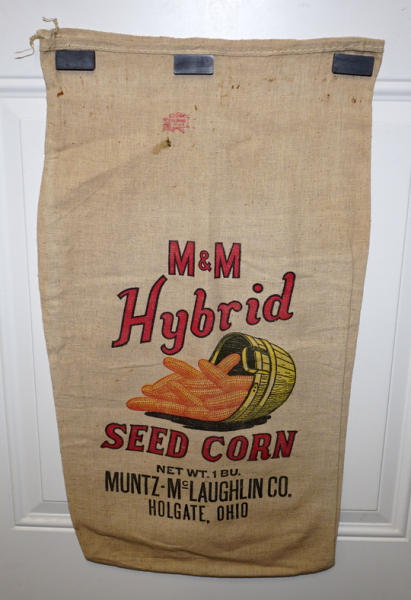 M & M
Hybrid
SEED CORN
NET WT. 1 BU.
MUNTZ-McLAUGHLIN CO.
HOLGATE, OHIO